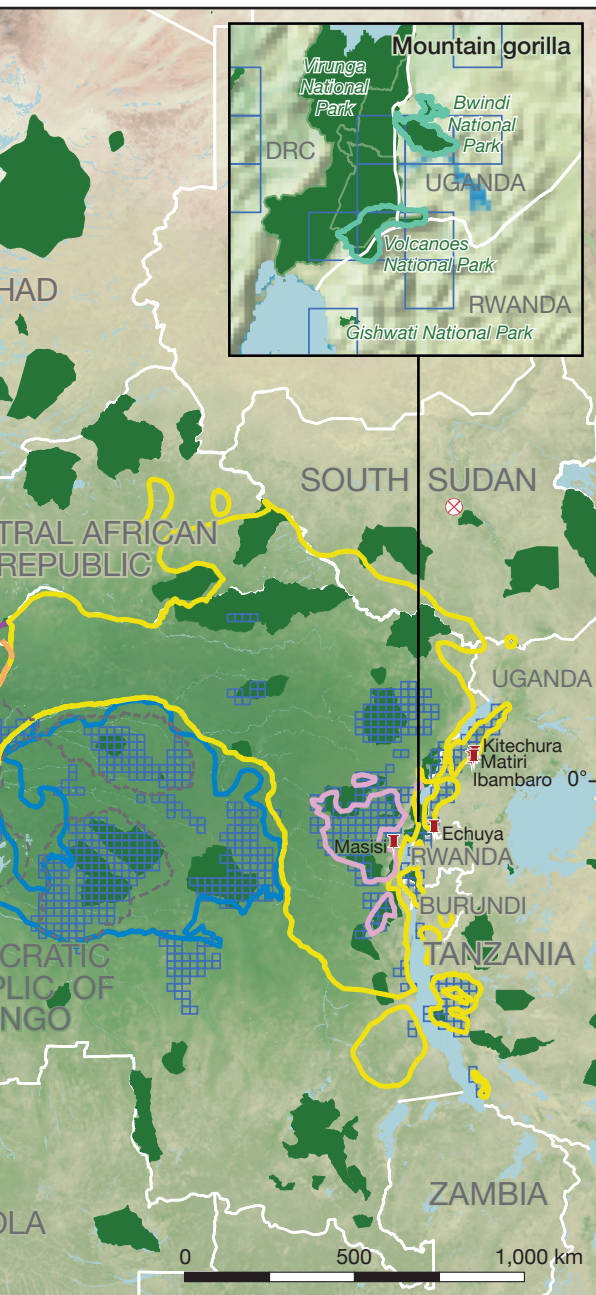 Mountain gorilla
Virunga
National
Park
Bwindi
National
Park
DRC
UGANDA
Volcanoes
National Park
RWANDA
Gishwati National Park
HAD
SOUTH SUDAN
TRAL AFRICAN
REPUBLIC
UGANDA
Kitechura
Matiri
Ibambaro
0°
Echuya
Masisi
RWANDA
BURUNDI
TANZANIA
CRATIC
PLIC OF
NGO
ZAMBIA
OLA
0 500 1,000 km